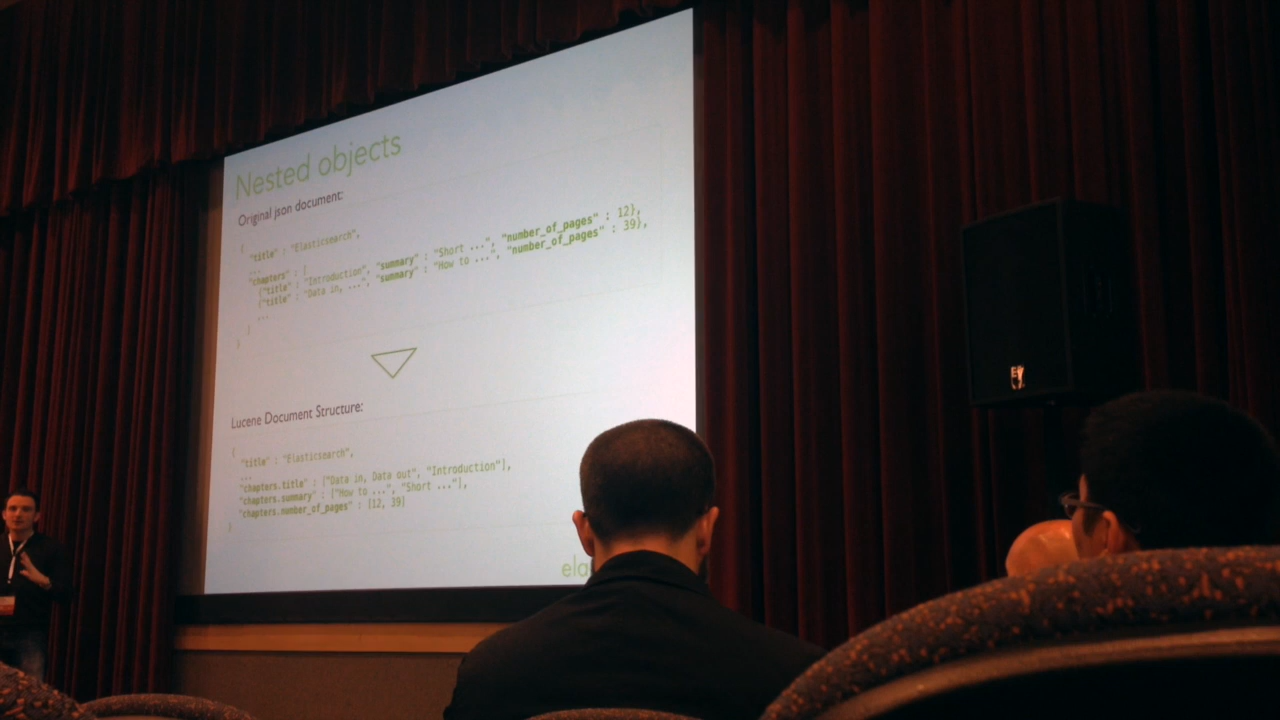 Nested objects
Original json document:
{
"title" : "Elasticsearch",
...
"chapters" : [
{"title" : "Introduction", "summary" : "Short ...", "number_of_pages" : 12},
{"title" : "Data in, ...", "summary" : "How to ...", "number_of_pages" : 39},
...
]
}
Lucene Document Structure:
{
"title" : "Elasticsearch",
...
"chapters.title" : ["Data in, Data out", "Introduction"],
"chapters.summary" : ["How to ...", "Short ..."],
"chapters.number_of_pages" : [12, 39]
}
ela
EV